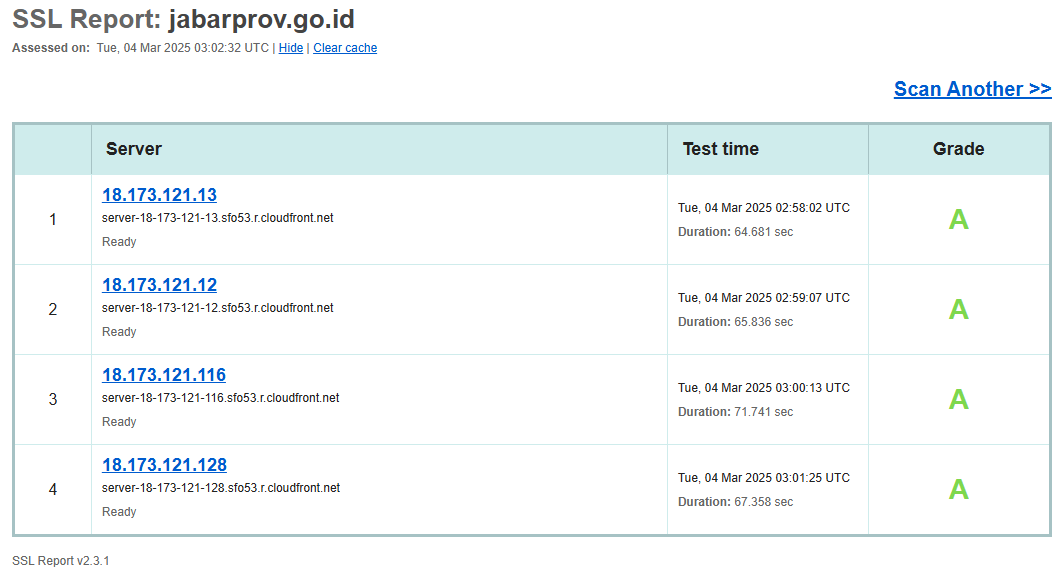 SSL Report: jabarprov.go.id
Assessed on: Tue, 04 Mar 2025 03:02:32 UTC | Hide | Clear cache
Scan Another >>
Server Test time Grade
1 18.173.121.13 server-18-173-121-13.sfo53.r.cloudfront.net Ready Tue, 04 Mar 2025 02:58:02 UTC Duration: 64.681 sec A
2 18.173.121.12 server-18-173-121-12.sfo53.r.cloudfront.net Ready Tue, 04 Mar 2025 02:59:07 UTC Duration: 65.836 sec A
3 18.173.121.116 server-18-173-121-116.sfo53.r.cloudfront.net Ready Tue, 04 Mar 2025 03:00:13 UTC Duration: 71.741 sec A
4 18.173.121.128 server-18-173-121-128.sfo53.r.cloudfront.net Ready Tue, 04 Mar 2025 03:01:25 UTC Duration: 67.358 sec A
SSL Report v2.3.1